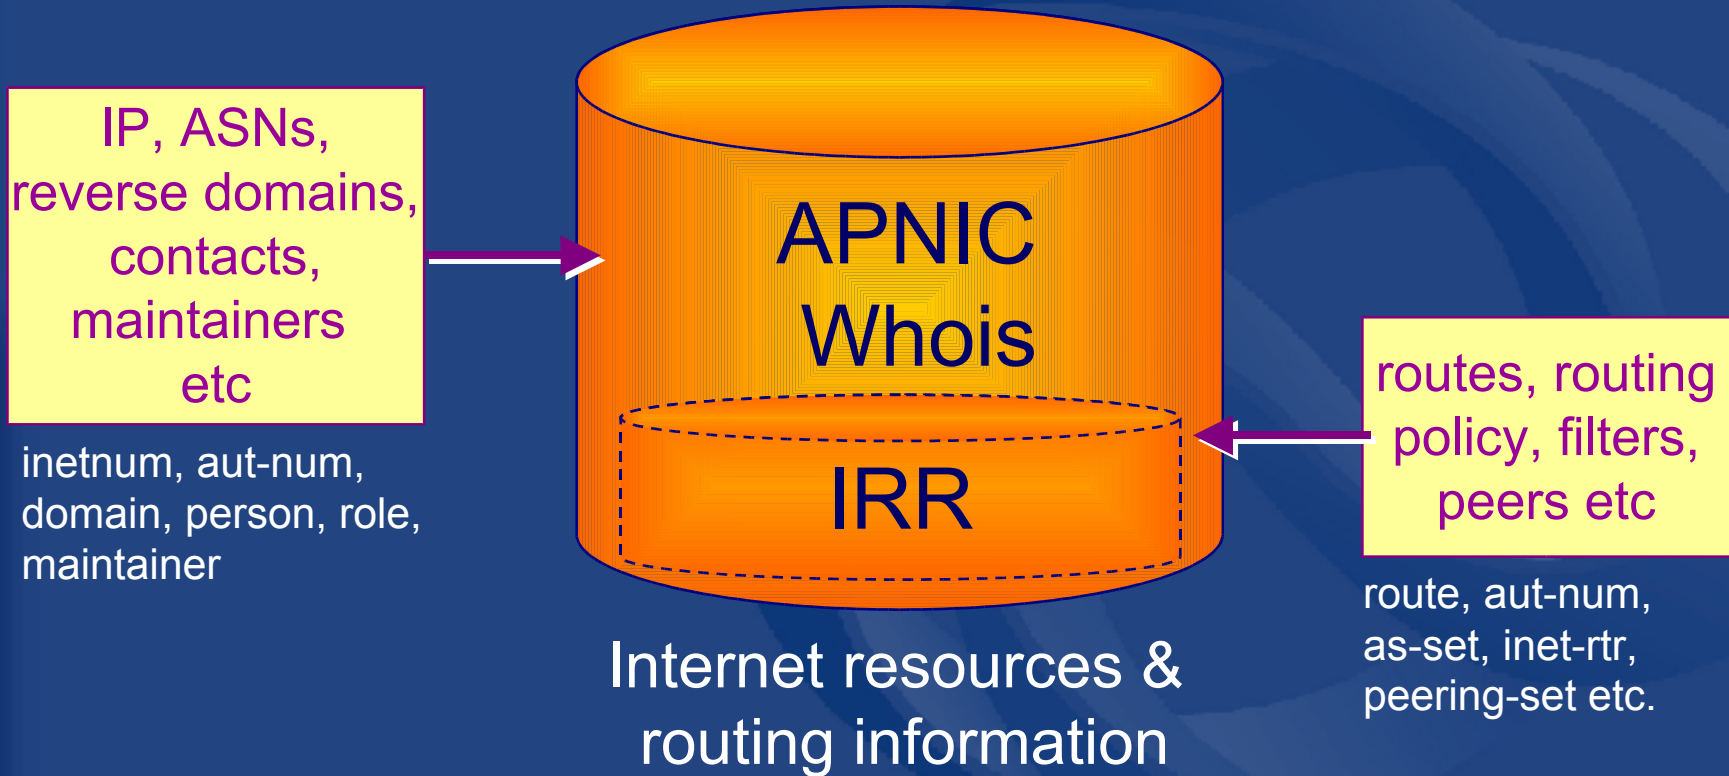 IP, ASNs,
reverse domains,
contacts,
maintainers
etc
inetnum, aut-num,
domain, person, role,
maintainer
APNIC
Whois
IRR
Internet resources &
routing information
routes, routing
policy, filters,
peers etc
route, aut-num,
as-set, inet-rtr,
peering-set etc.